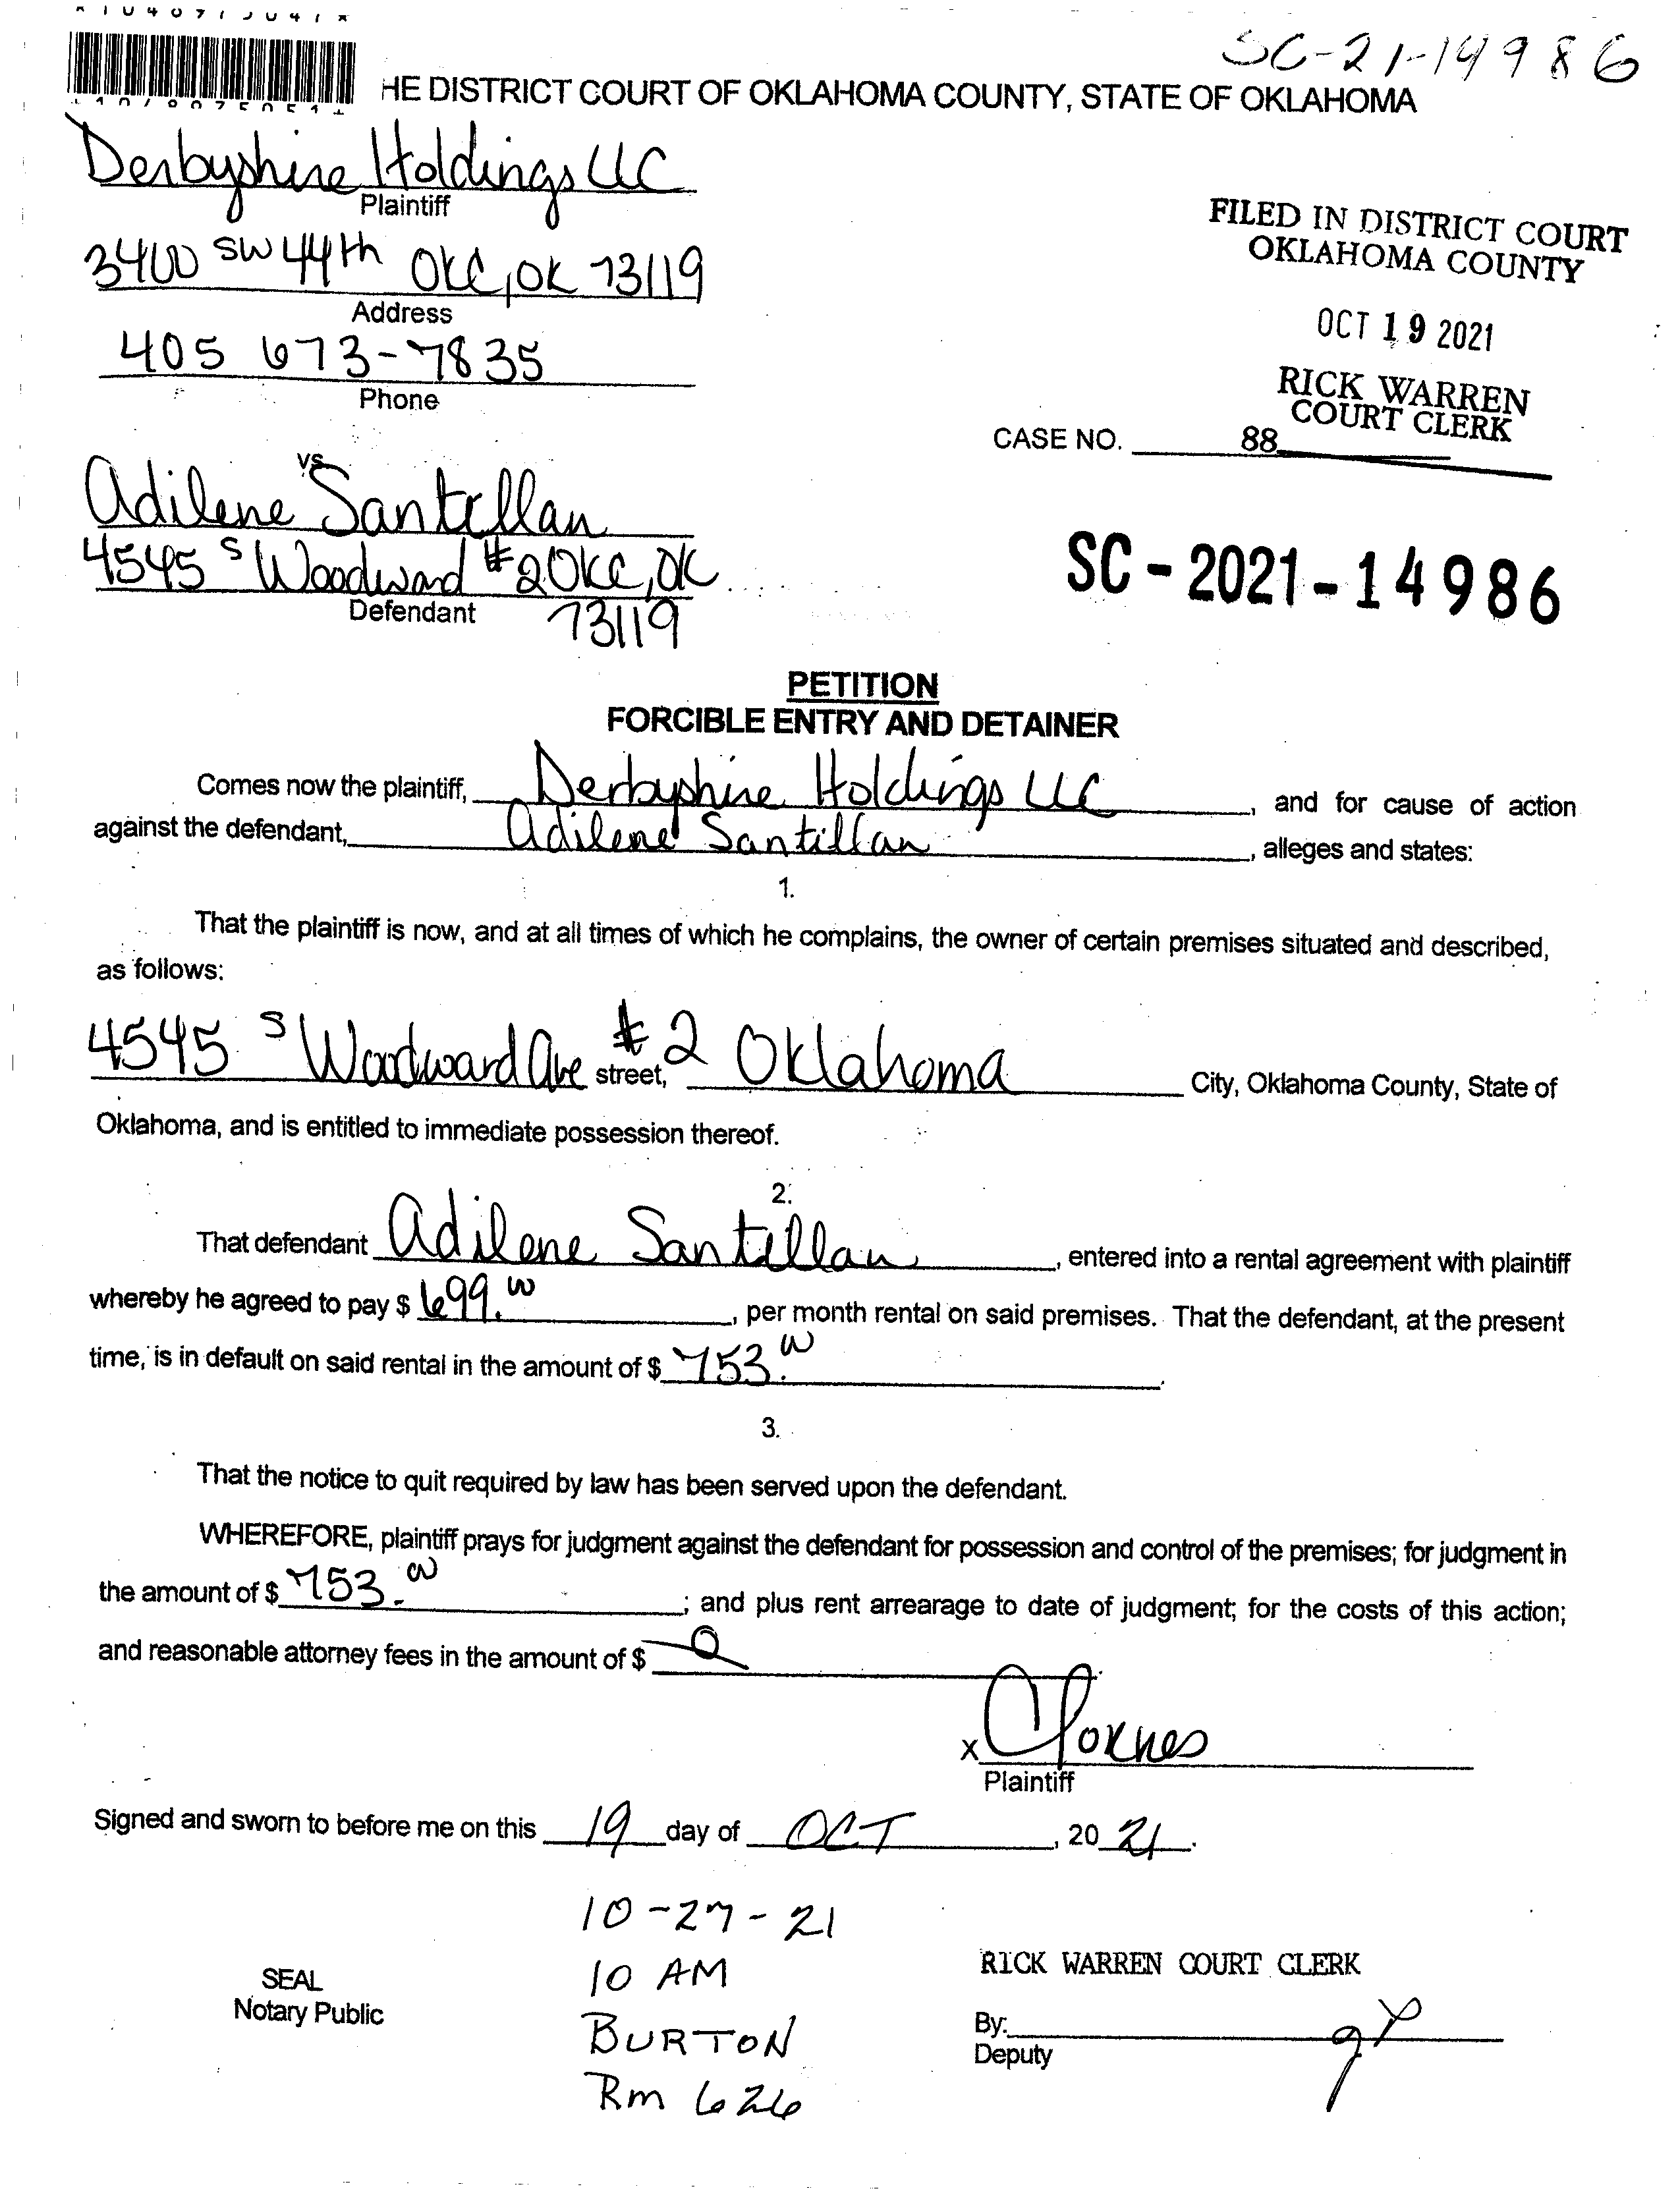 SC-21-14986
HE DISTRICT COURT OF OKLAHOMA COUNTY, STATE OF OKLAHOMA
Derbyshire Holdings LLC
Plaintiff
3400 SW 44th OKC, OK 73119
Address
405 673-7835
Phone
FILED IN DISTRICT COURT
OKLAHOMA COUNTY
OCT 19 2021
RICK WARREN
COURT CLERK
CASE NO. 88
vs
Adilene Santillan
4545 S Woodward #2 OKC, OK
Defendant 73119
SC-2021-14986
PETITION
FORCIBLE ENTRY AND DETAINER
Comes now the plaintiff, Derbyshire Holdings LLC, and for cause of action
against the defendant, Adilene Santillan, alleges and states:
1.
That the plaintiff is now, and at all times of which he complains, the owner of certain premises situated and described,
as follows:
4545 S Woodward Ave street, #2 Oklahoma City, Oklahoma County, State of
Oklahoma, and is entitled to immediate possession thereof.
2.
That defendant Adilene Santillan, entered into a rental agreement with plaintiff
whereby he agreed to pay $ 699.00, per month rental on said premises. That the defendant, at the present
time, is in default on said rental in the amount of $ 753.00.
3.
That the notice to quit required by law has been served upon the defendant.
WHEREFORE, plaintiff prays for judgment against the defendant for possession and control of the premises; for judgment in
the amount of $ 753.00; and plus rent arrearage to date of judgment; for the costs of this action;
and reasonable attorney fees in the amount of $ 0.
X
Plaintiff
Signed and sworn to before me on this 19 day of OCT, 20 21.
10-27-21
10 AM
BURTON
Rm 626
SEAL
Notary Public
RICK WARREN COURT CLERK
By:
Deputy